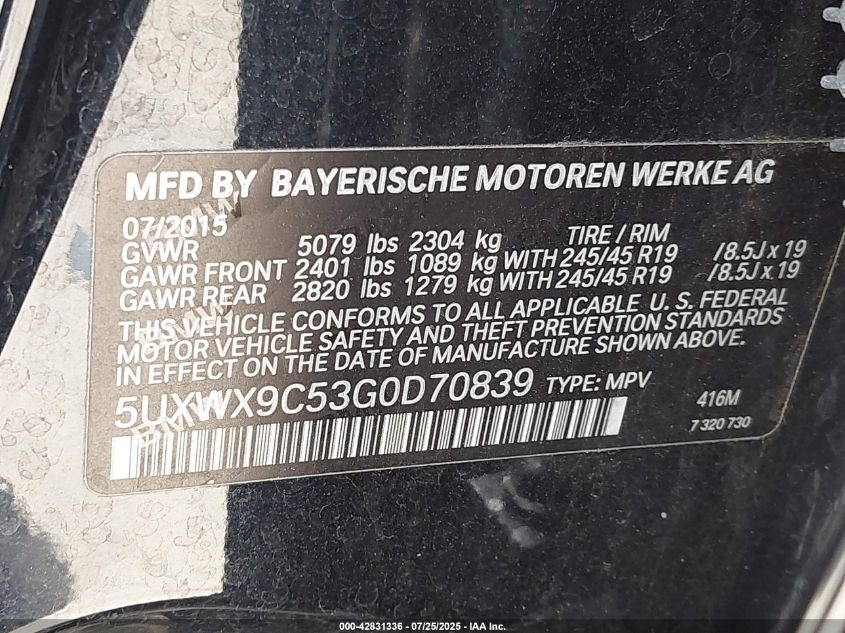 MFD BY BAYERISCHE MOTOREN WERKE AG
07/2015
GVWR 5079 lbs 2304 kg TIRE / RIM
GAWR FRONT 2401 lbs 1089 kg WITH 245/45 R19 /8.5J x 19
GAWR REAR 2820 lbs 1279 kg WITH 245/45 R19 /8.5J x 19
THIS VEHICLE CONFORMS TO ALL APPLICABLE U.S. FEDERAL
MOTOR VEHICLE SAFETY AND THEFT PREVENTION STANDARDS
IN EFFECT ON THE DATE OF MANUFACTURE SHOWN ABOVE.
5UXWX9C53G0D70839 TYPE: MPV
416M
7 320 730
000-42831336 - 07/25/2025 - IAA Inc.